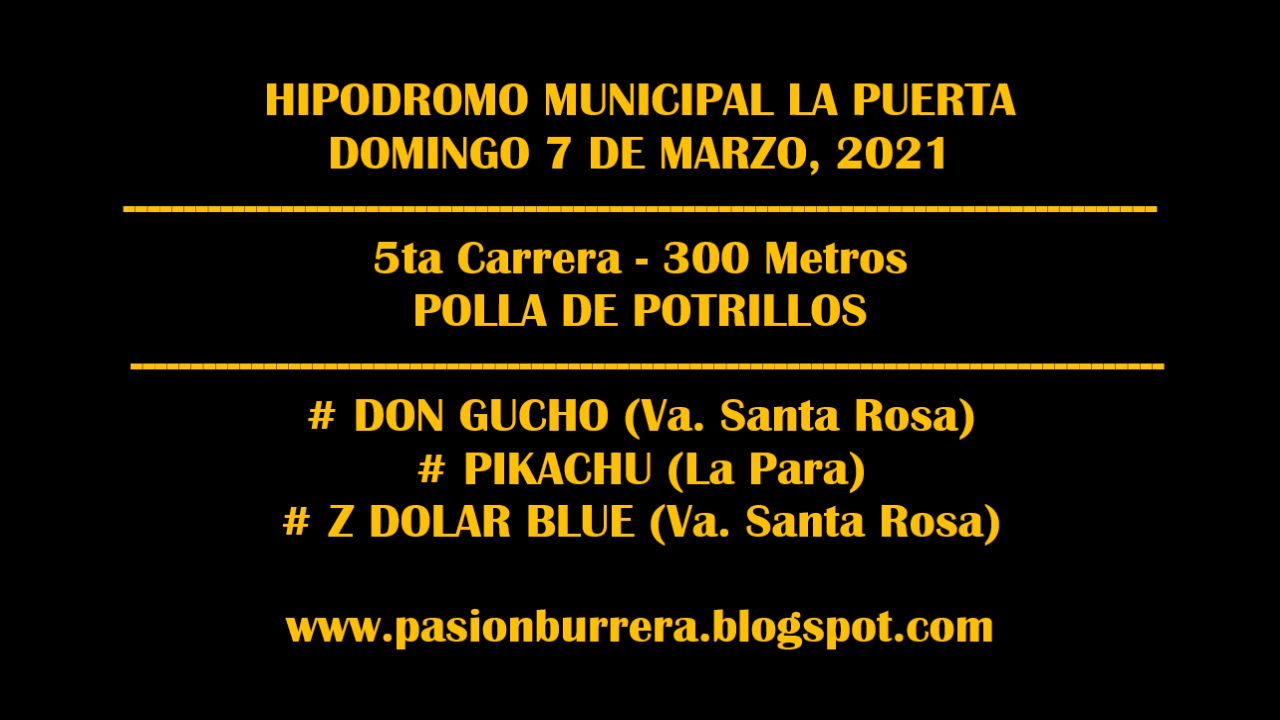 HIPODROMO MUNICIPAL LA PUERTA
DOMINGO 7 DE MARZO, 2021
5ta Carrera - 300 Metros
POLLA DE POTRILLOS
# DON GUCHO (Va. Santa Rosa)
# PIKACHU (La Para)
# Z DOLAR BLUE (Va. Santa Rosa)
www.pasionburrera.blogspot.com